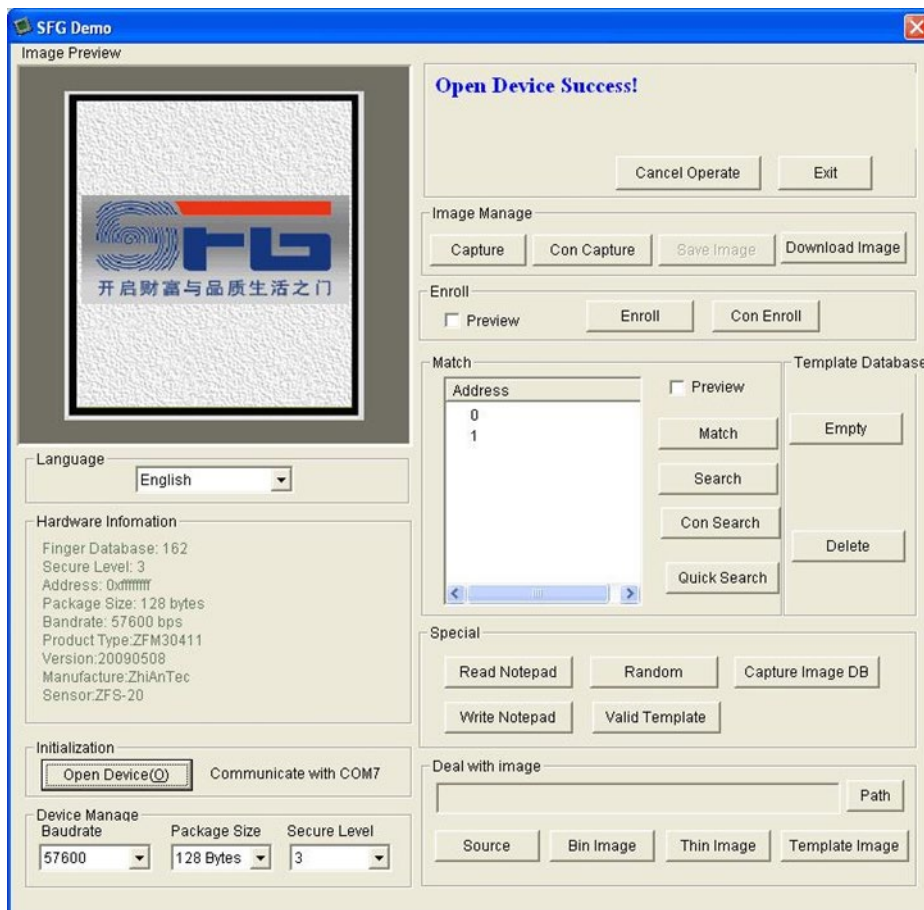 SFG Demo
Image Preview
SFG
开启财富与品质生活之门
Open Device Success!
Cancel Operate
Exit
Image Manage
Capture
Con Capture
Save Image
Download Image
Enroll
Preview
Enroll
Con Enroll
Match
Address
0
1
Preview
Match
Search
Con Search
Quick Search
Template Database
Empty
Delete
Language
English
Hardware Infomation
Finger Database: 162
Secure Level: 3
Address: 0xffffffff
Package Size: 128 bytes
Bandrate: 57600 bps
Product Type:ZFM30411
Version:20090508
Manufacture:ZhiAnTec
Sensor:ZFS-20
Special
Read Notepad
Random
Capture Image DB
Write Notepad
Valid Template
Initialization
Open Device(O)
Communicate with COM7
Device Manage
Baudrate
Package Size
Secure Level
57600
128 Bytes
3
Deal with image
Path
Source
Bin Image
Thin Image
Template Image